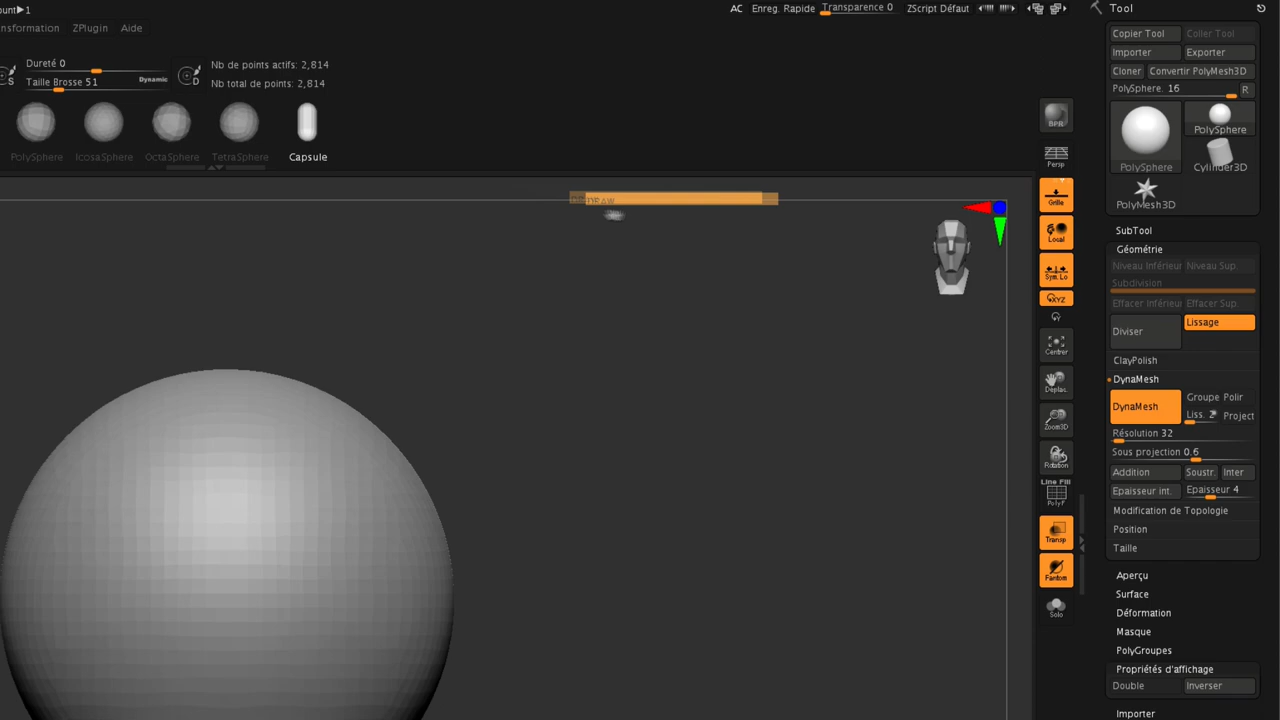 ount▶1
AC Enreg. Rapide Transparence 0 ZScript Défaut
Tool
nsformation ZPlugin Aide
Copier Tool Coller Tool
Importer Exporter
Cloner Convertir PolyMesh3D
PolySphere. 16 R
Dureté 0
Taille Brosse 51 Dynamic
S
D
Nb de points actifs: 2,814
Nb total de points: 2,814
PolySphere IcosaSphere OctaSphere TetraSphere Capsule
PolySphere
PolySphere
Cylinder3D
PolyMesh3D
DRAW
BPR
Persp
Grille
Local
Sym. Lo
XYZ
Y
Centrer
Deplac.
Zoom3D
Rotation
Line Fill
PolyF
Transp
Fantom
Solo
SubTool
Géométrie
Niveau Inférieur Niveau Sup.
Subdivision
Effacer Inférieur Effacer Sup.
Diviser Lissage
ClayPolish
DynaMesh
DynaMesh Groupe Polir
Liss. 2 Project
Résolution 32
Sous projection 0.6
Addition Soustr. Inter
Epaisseur int. Epaisseur 4
Modification de Topologie
Position
Taille
Aperçu
Surface
Déformation
Masque
PolyGroupes
Propriétés d'affichage
Double Inverser
Importer